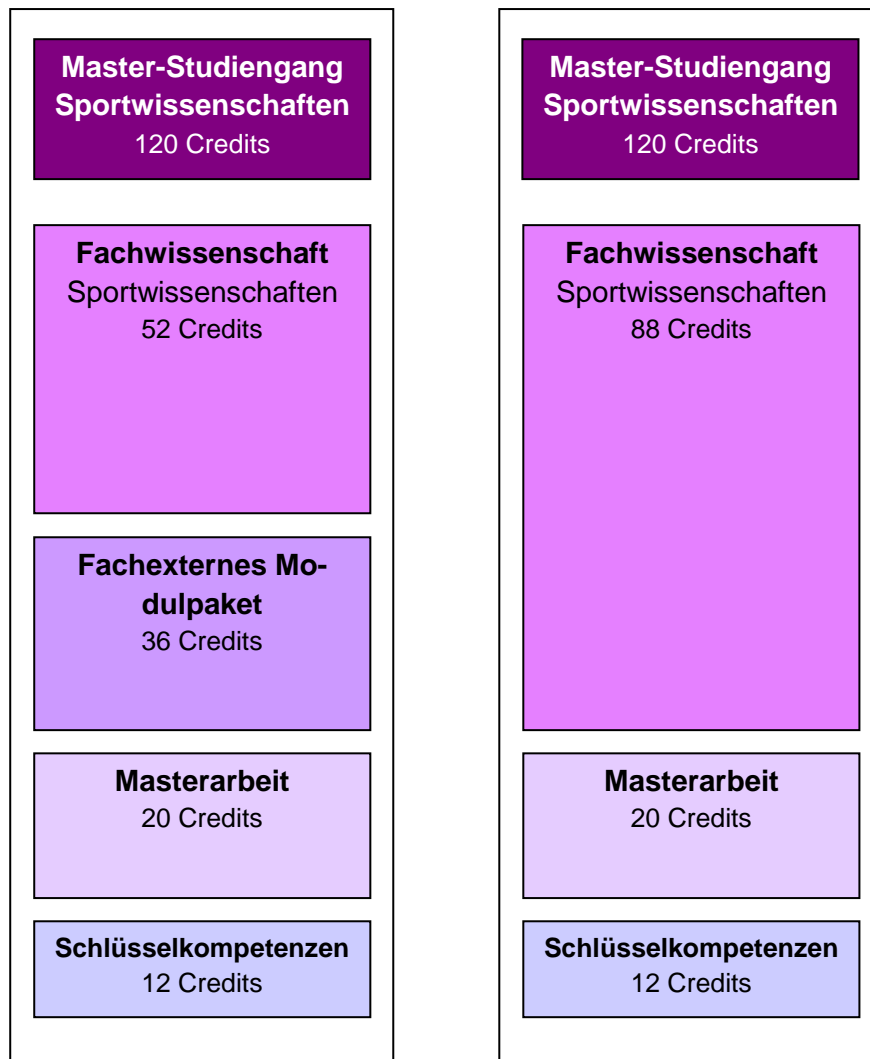 Master-Studiengang
Sportwissenschaften
120 Credits
Fachwissenschaft
Sportwissenschaften
52 Credits
Fachexternes Mo-
dulpaket
36 Credits
Masterarbeit
20 Credits
Schlüsselkompetenzen
12 Credits
Master-Studiengang
Sportwissenschaften
120 Credits
Fachwissenschaft
Sportwissenschaften
88 Credits
Masterarbeit
20 Credits
Schlüsselkompetenzen
12 Credits